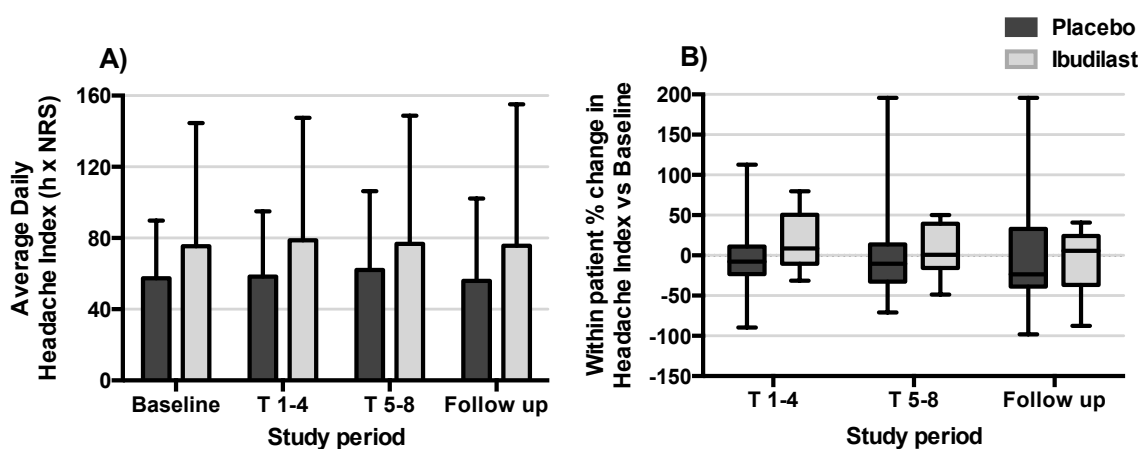 Placebo
Ibudilast
A)
Average Daily
Headache Index (h x NRS)
160
120
80
40
0
Baseline
T 1-4
T 5-8
Follow up
Study period
B)
Within patient % change in
Headache Index vs Baseline
200
150
100
50
0
-50
-100
-150
T 1-4
T 5-8
Follow up
Study period